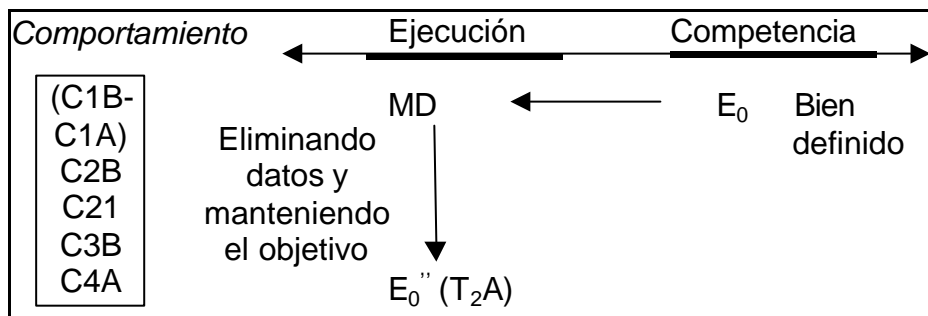 Comportamiento Ejecución Competencia
(C1B-
C1A)
C2B
C21
C3B
C4A
MD
Eliminando
datos y
manteniendo
el objetivo
E₀'' (T₂A)
E₀ Bien
definido